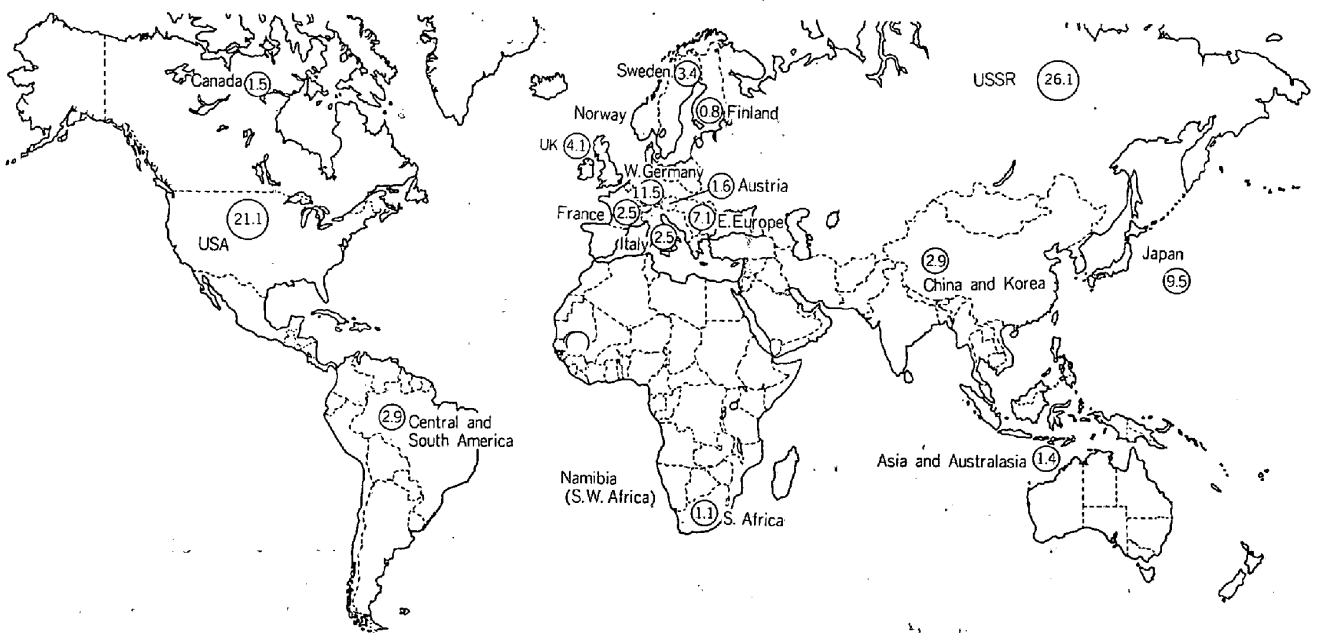 Canada 1.5
Sweden 3.4
USSR 26.1
Norway
0.8 Finland
UK 4.1
W. Germany
1.5
1.6 Austria
21.1
USA
France 2.5
7.1 E. Europe
Italy 2.5
2.9
China and Korea
Japan
9.5
2.9 Central and
South America
Asia and Australasia 1.4
Namibia
(S.W. Africa)
1.1 S. Africa